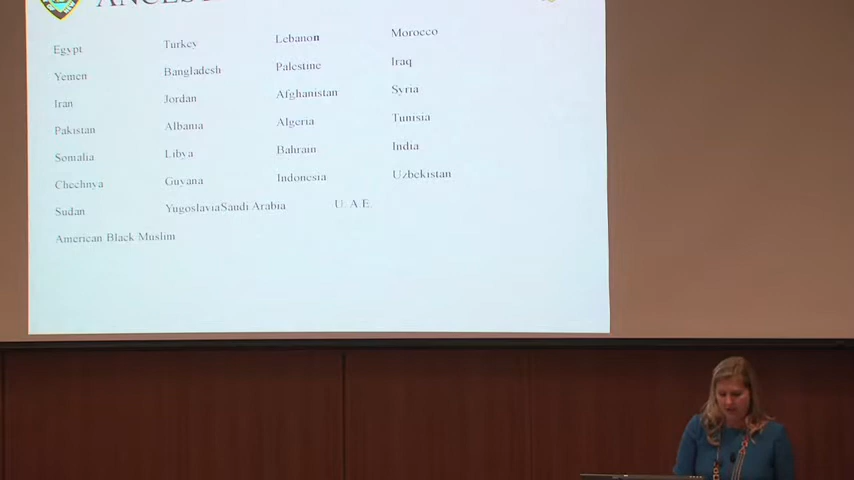 Egypt Turkey Lebanon Morocco
Yemen Bangladesh Palestine Iraq
Iran Jordan Afghanistan Syria
Pakistan Albania Algeria Tunisia
Somalia Libya Bahrain India
Chechnya Guyana Indonesia Uzbekistan
Sudan YugoslaviaSaudi Arabia U. A.E.
American Black Muslim